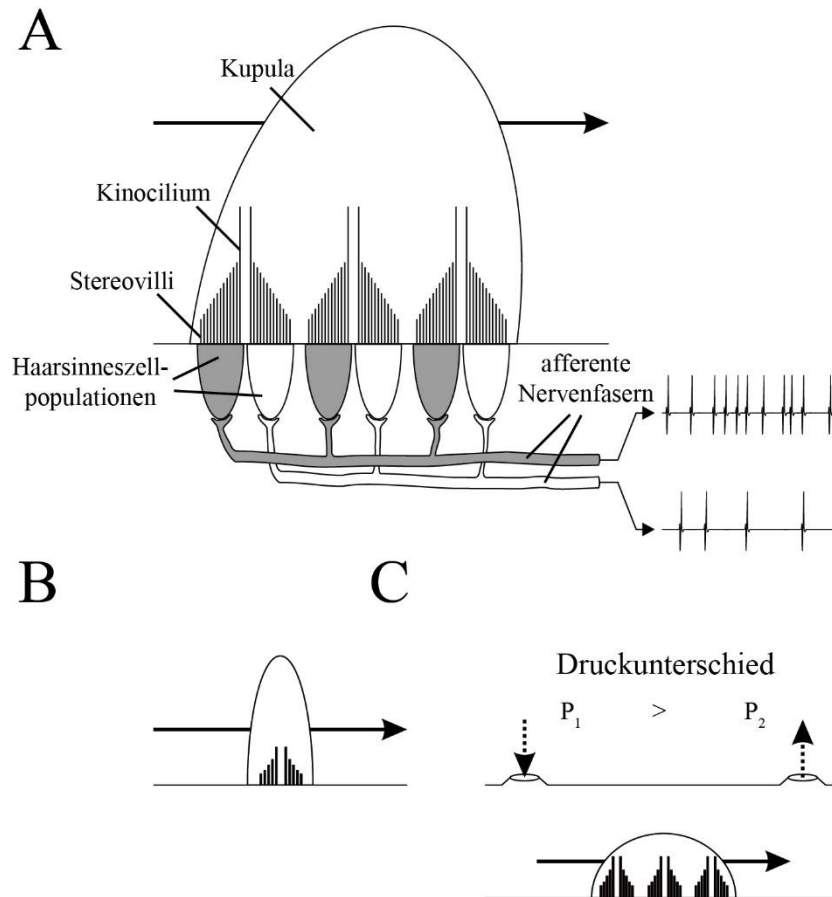 A
Kupula
Kinocilium
Stereovilli
Haarsinneszell-
populationen
afferente
Nervenfasern
B
C
Druckunterschied
P₁ > P₂